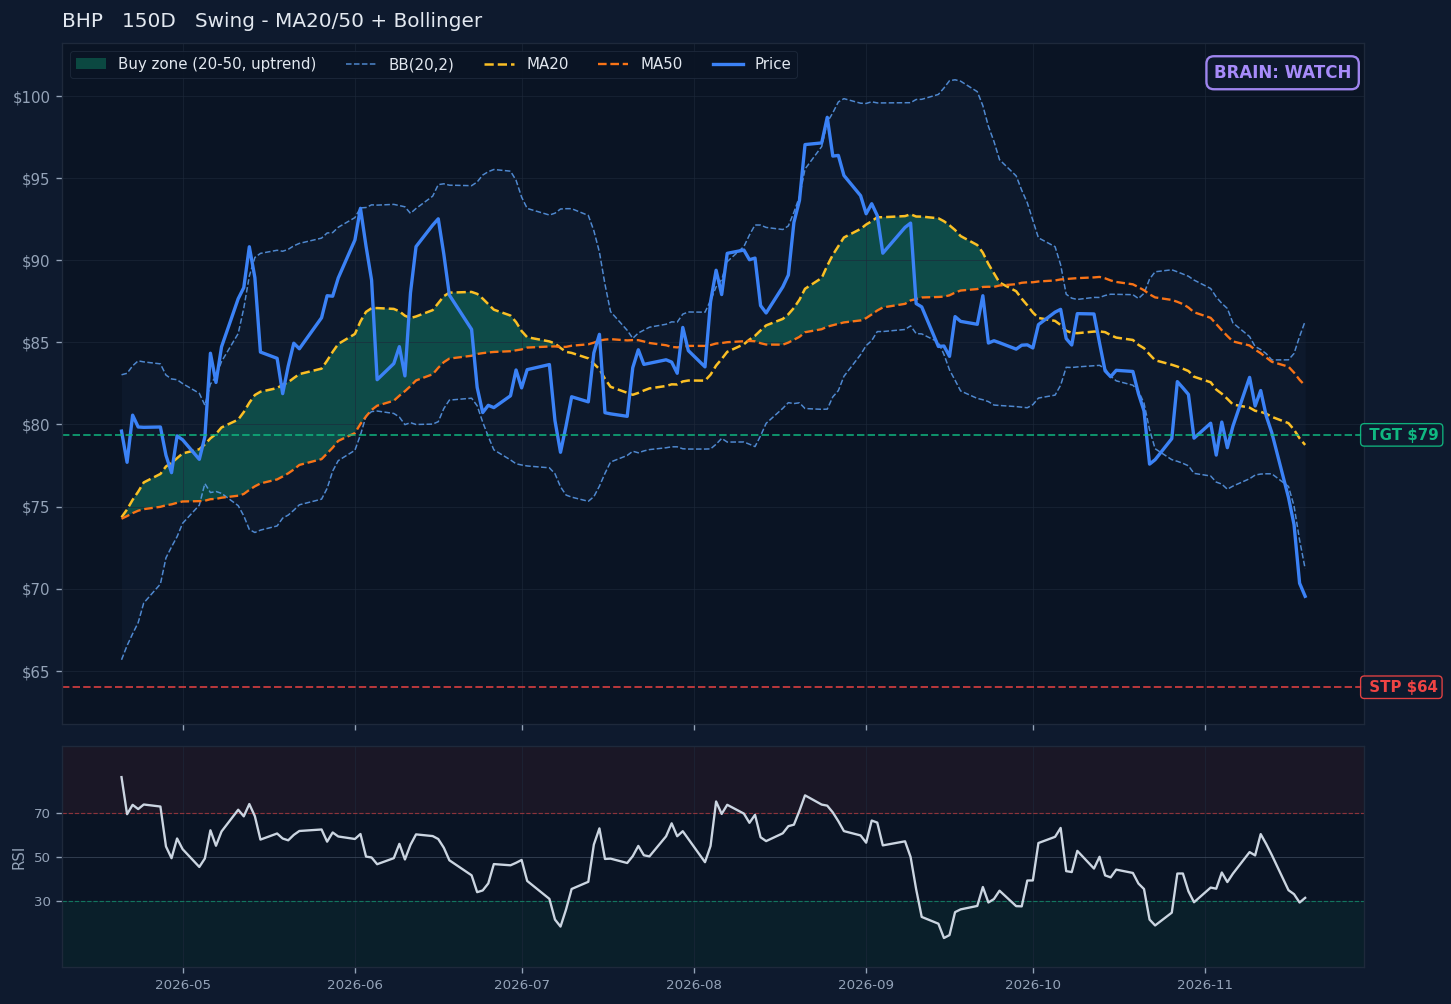 BHP   150D   Swing - MA20/50 + Bollinger
Buy zone (20-50, uptrend)   BB(20,2)   MA20   MA50   Price
BRAIN: WATCH
$100
$95
$90
$85
$80
$75
$70
$65
TGT $79
STP $64
RSI
70
50
30
2026-05   2026-06   2026-07   2026-08   2026-09   2026-10   2026-11